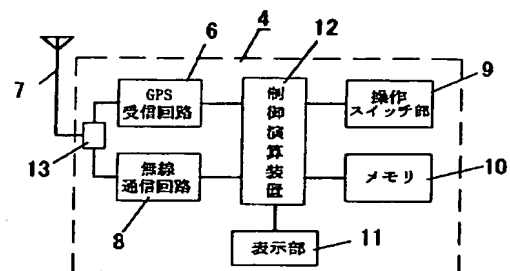 6
4
12
7
GPS
受信回路
制御演算装置
操作
スイッチ部
9
13
無線
通信回路
メモリ
10
8
表示部
11